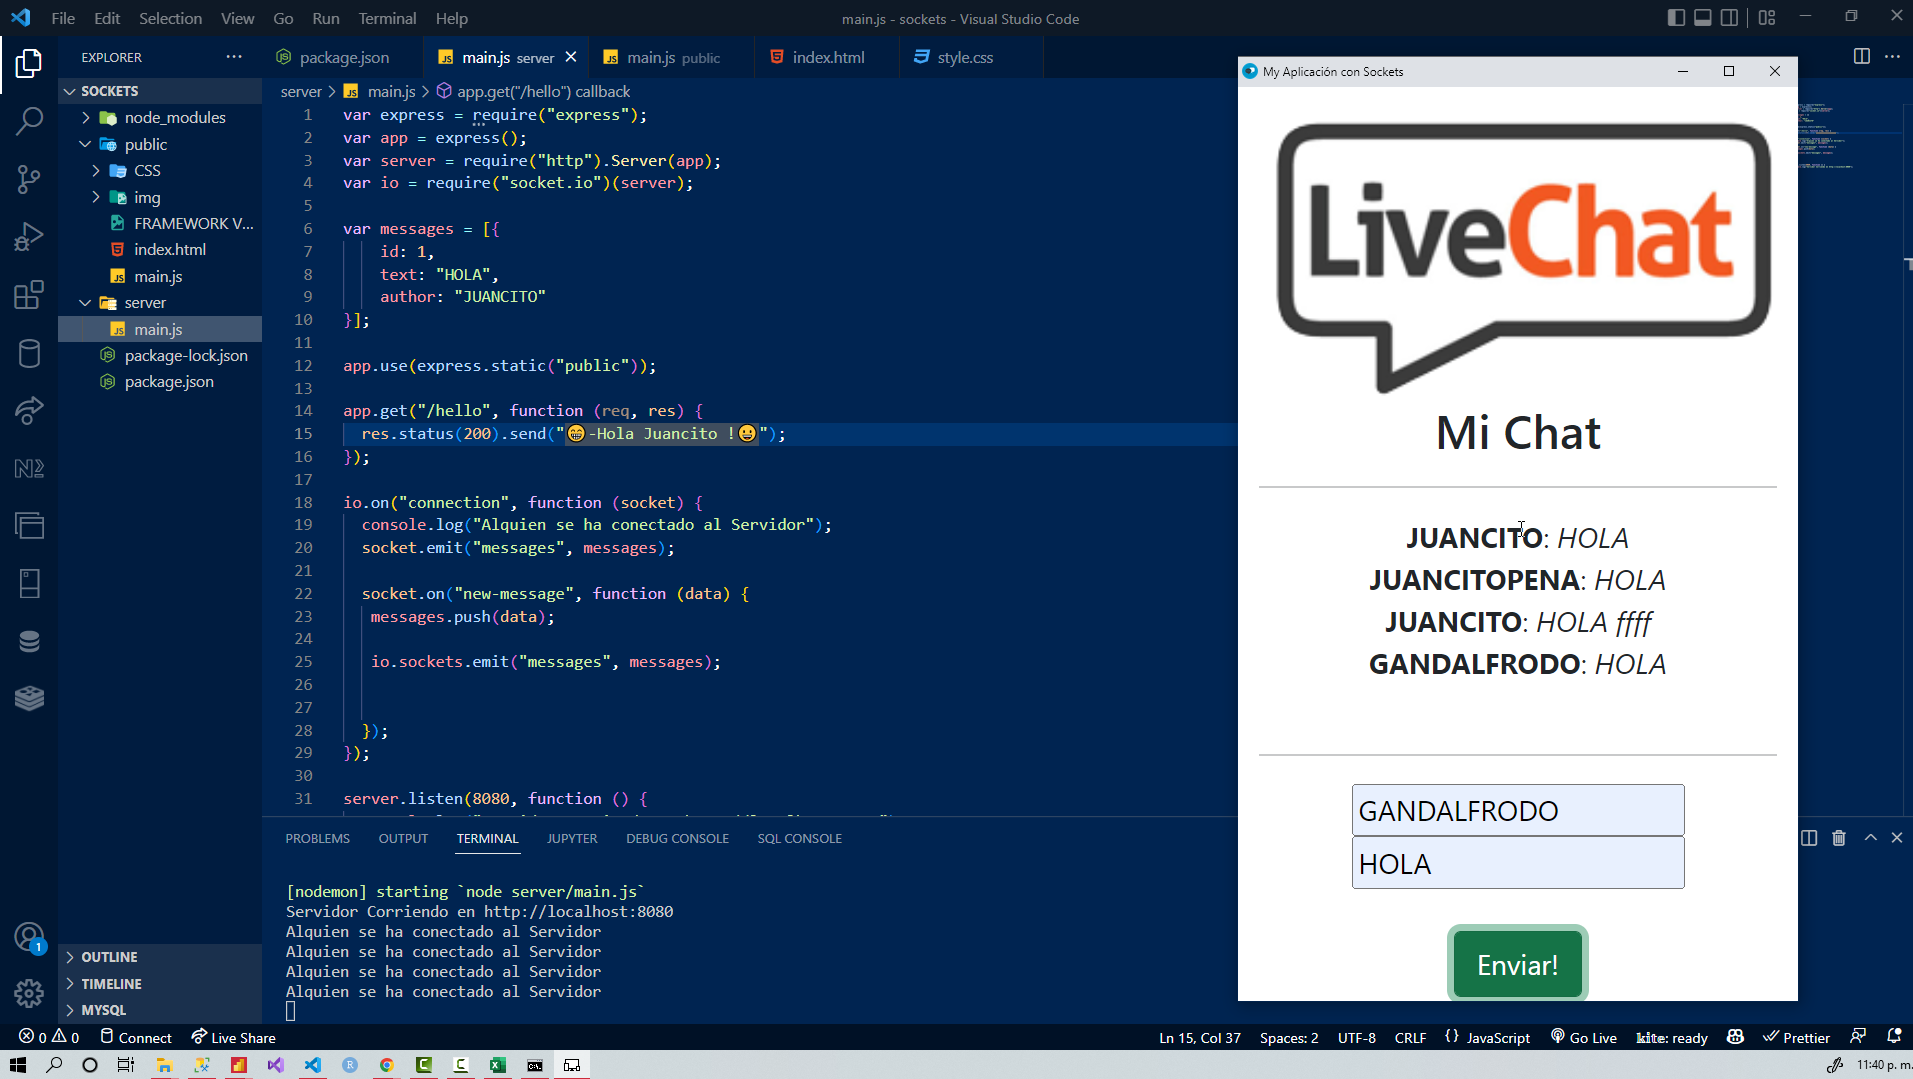 File Edit Selection View Go Run Terminal Help
main.js - sockets - Visual Studio Code
EXPLORER
SOCKETS
node_modules
public
CSS
img
FRAMEWORK V...
index.html
main.js
server
main.js
package-lock.json
package.json
OUTLINE
TIMELINE
MYSQL
package.json
main.js server
main.js public
index.html
style.css
server > main.js > app.get("/hello") callback
1 var express = require("express");
2 var app = express();
3 var server = require("http").Server(app);
4 var io = require("socket.io")(server);
5
6 var messages = [{
7 id: 1,
8 text: "HOLA",
9 author: "JUANCITO"
10 }];
11
12 app.use(express.static("public"));
13
14 app.get("/hello", function (req, res) {
15 res.status(200).send("😁-Hola Juancito !😀");
16 });
17
18 io.on("connection", function (socket) {
19 console.log("Alquien se ha conectado al Servidor");
20 socket.emit("messages", messages);
21
22 socket.on("new-message", function (data) {
23 messages.push(data);
24
25 io.sockets.emit("messages", messages);
26
27
28 });
29 });
30
31 server.listen(8080, function () {
PROBLEMS OUTPUT TERMINAL JUPYTER DEBUG CONSOLE SQL CONSOLE
[nodemon] starting `node server/main.js`
Servidor Corriendo en http://localhost:8080
Alquien se ha conectado al Servidor
Alquien se ha conectado al Servidor
Alquien se ha conectado al Servidor
Alquien se ha conectado al Servidor
My Aplicación con Sockets
LiveChat
Mi Chat
JUANCITO: HOLA
JUANCITOPENA: HOLA
JUANCITO: HOLA ffff
GANDALFRODO: HOLA
GANDALFRODO
HOLA
Enviar!
1
0 0 Connect Live Share
Ln 15, Col 37 Spaces: 2 UTF-8 CRLF JavaScript Go Live kite: ready Prettier
11:40 p. m.